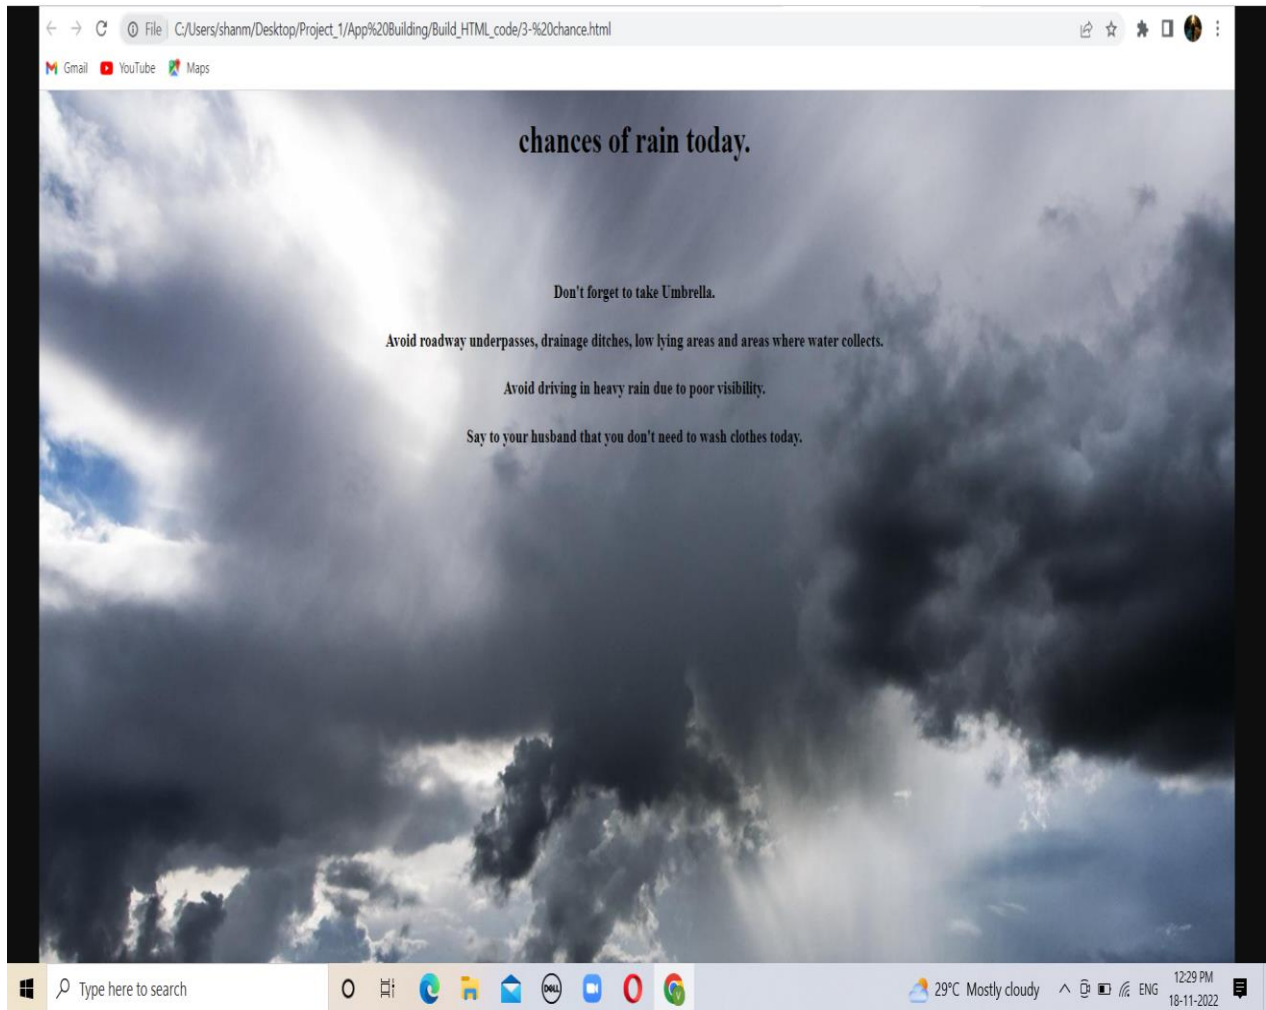 File
C:/Users/shanm/Desktop/Project_1/App%20Building/Build_HTML_code/3-%20chance.html
Gmail YouTube Maps
chances of rain today.
Don't forget to take Umbrella.
Avoid roadway underpasses, drainage ditches, low lying areas and areas where water collects.
Avoid driving in heavy rain due to poor visibility.
Say to your husband that you don't need to wash clothes today.
Type here to search
DELL
29°C Mostly cloudy
ENG
12:29 PM
18-11-2022